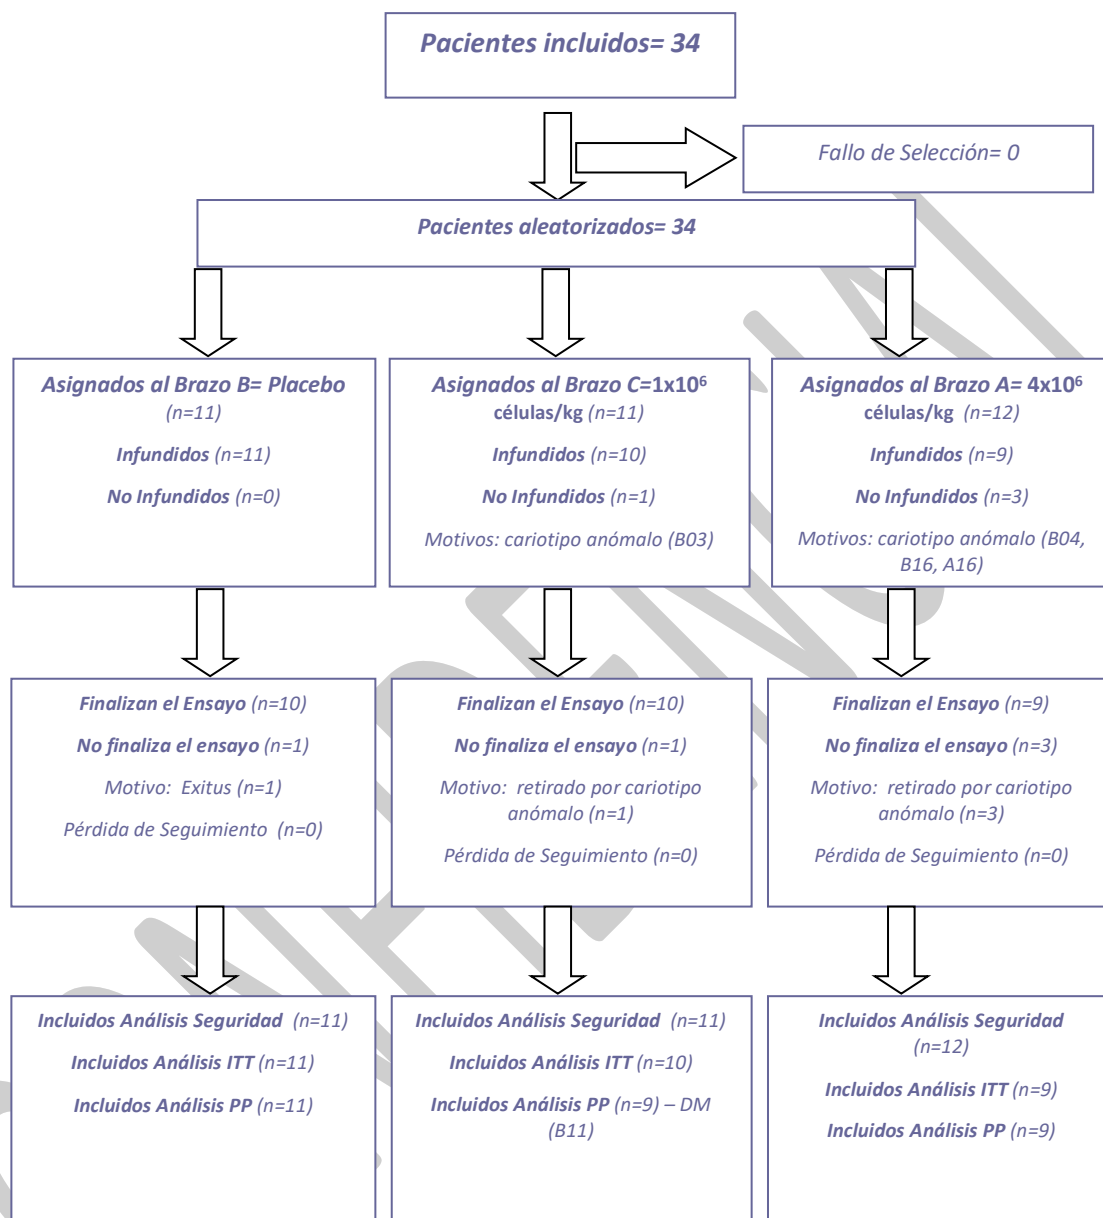 Pacientes incluidos= 34
Fallo de Selección= 0
Pacientes aleatorizados= 34
Asignados al Brazo B= Placebo
(n=11)
Infundidos (n=11)
No Infundidos (n=0)
Asignados al Brazo C=1x10⁶
células/kg (n=11)
Infundidos (n=10)
No Infundidos (n=1)
Motivos: cariotipo anómalo (B03)
Asignados al Brazo A= 4x10⁶
células/kg (n=12)
Infundidos (n=9)
No Infundidos (n=3)
Motivos: cariotipo anómalo (B04,
B16, A16)
Finalizan el Ensayo (n=10)
No finaliza el ensayo (n=1)
Motivo: Exitus (n=1)
Pérdida de Seguimiento (n=0)
Finalizan el Ensayo (n=10)
No finaliza el ensayo (n=1)
Motivo: retirado por cariotipo
anómalo (n=1)
Pérdida de Seguimiento (n=0)
Finalizan el Ensayo (n=9)
No finaliza el ensayo (n=3)
Motivo: retirado por cariotipo
anómalo (n=3)
Pérdida de Seguimiento (n=0)
Incluidos Análisis Seguridad (n=11)
Incluidos Análisis ITT (n=11)
Incluidos Análisis PP (n=11)
Incluidos Análisis Seguridad (n=11)
Incluidos Análisis ITT (n=10)
Incluidos Análisis PP (n=9) – DM
(B11)
Incluidos Análisis Seguridad
(n=12)
Incluidos Análisis ITT (n=9)
Incluidos Análisis PP (n=9)